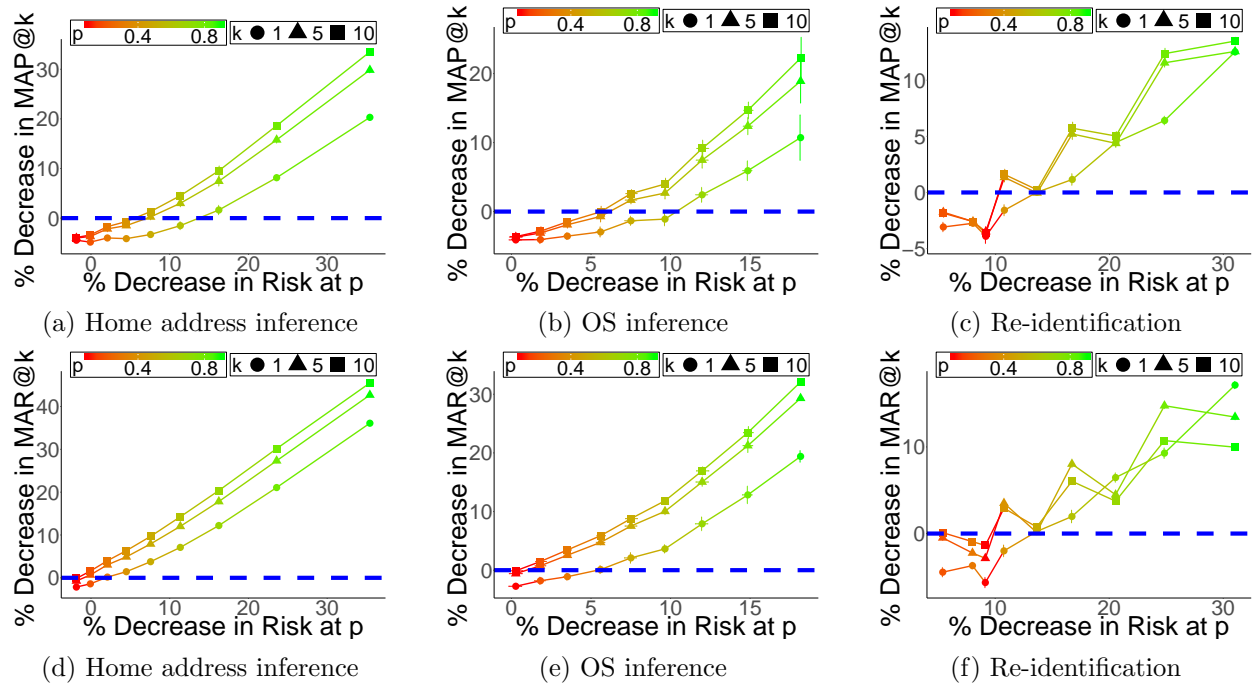 p 0.4 0.8 k 1 5 10
% Decrease in MAP@k
30
20
10
0
0 10 20 30
% Decrease in Risk at p
(a) Home address inference
p 0.4 0.8 k 1 5 10
% Decrease in MAP@k
20
10
0
0 5 10 15
% Decrease in Risk at p
(b) OS inference
p 0.4 0.8 k 1 5 10
% Decrease in MAP@k
10
5
0
−5
10 20 30
% Decrease in Risk at p
(c) Re-identification
p 0.4 0.8 k 1 5 10
% Decrease in MAR@k
40
30
20
10
0
0 10 20 30
% Decrease in Risk at p
(d) Home address inference
p 0.4 0.8 k 1 5 10
% Decrease in MAR@k
30
20
10
0
0 5 10 15
% Decrease in Risk at p
(e) OS inference
p 0.4 0.8 k 1 5 10
% Decrease in MAR@k
10
0
10 20 30
% Decrease in Risk at p
(f) Re-identification